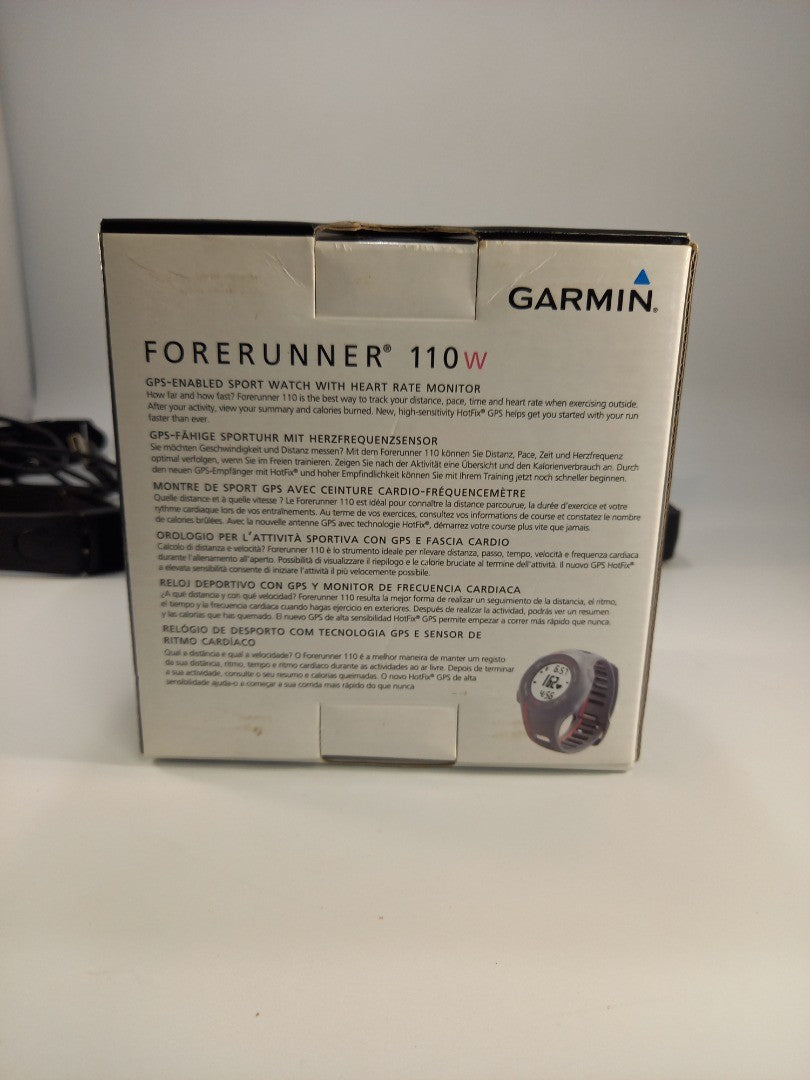 GARMIN.
FORERUNNER® 110W
GPS-ENABLED SPORT WATCH WITH HEART RATE MONITOR
How far and how fast? Forerunner 110 is the best way to track your distance, pace, time and heart rate when exercising outside.
After your activity, view your summary and calories burned. New, high-sensitivity HotFix® GPS helps get you started with your run
faster than ever.
GPS-FÄHIGE SPORTUHR MIT HERZFREQUENZSENSOR
Sie möchten Geschwindigkeit und Distanz messen? Mit dem Forerunner 110 können Sie Distanz, Pace, Zeit und Herzfrequenz
optimal verfolgen, wenn Sie im Freien trainieren. Zeigen Sie nach der Aktivität eine Übersicht und den Kalorienverbrauch an. Durch
den neuen GPS-Empfänger mit HotFix® und hoher Empfindlichkeit können Sie mit Ihrem Training jetzt noch schneller beginnen.
MONTRE DE SPORT GPS AVEC CEINTURE CARDIO-FRÉQUENCEMÈTRE
Quelle distance et à quelle vitesse ? Le Forerunner 110 est idéal pour connaître la distance parcourue, la durée d'exercice et votre
rythme cardiaque lors de vos entraînements. Au terme de vos exercices, consultez vos informations de course et constatez le nombre
de calories brûlées. Avec la nouvelle antenne GPS avec technologie HotFix®, démarrez votre course plus vite que jamais.
OROLOGIO PER L'ATTIVITÀ SPORTIVA CON GPS E FASCIA CARDIO
Calcolo di distanza e velocità? Forerunner 110 è lo strumento ideale per rilevare distanza, passo, tempo, velocità e frequenza cardiaca
durante l'allenamento all'aperto. Possibilità di visualizzare il riepilogo e le calorie bruciate al termine dell'attività. Il nuovo GPS HotFix®
a elevata sensibilità consente di iniziare l'attività il più velocemente possibile.
RELOJ DEPORTIVO CON GPS Y MONITOR DE FRECUENCIA CARDIACA
¿A qué distancia y con qué velocidad? Forerunner 110 resulta la mejor forma de realizar un seguimiento de la distancia, el ritmo,
el tiempo y la frecuencia cardiaca cuando hagas ejercicio en exteriores. Después de realizar la actividad, podrás ver un resumen
y las calorías que has quemado. El nuevo GPS de alta sensibilidad HotFix® GPS permite empezar a correr más rápido que nunca.
RELÓGIO DE DESPORTO COM TECNOLOGIA GPS E SENSOR DE
RITMO CARDÍACO
Qual a distância e qual a velocidade? O Forerunner 110 é a melhor maneira de manter um registo
da sua distância, ritmo, tempo e ritmo cardíaco durante as actividades ao ar livre. Depois de terminar
a sua actividade, consulte o seu resumo e calorias queimadas. O novo HotFix® GPS de alta
sensibilidade ajuda-o a começar a sua corrida mais rápido do que nunca
6.57
162
4:56